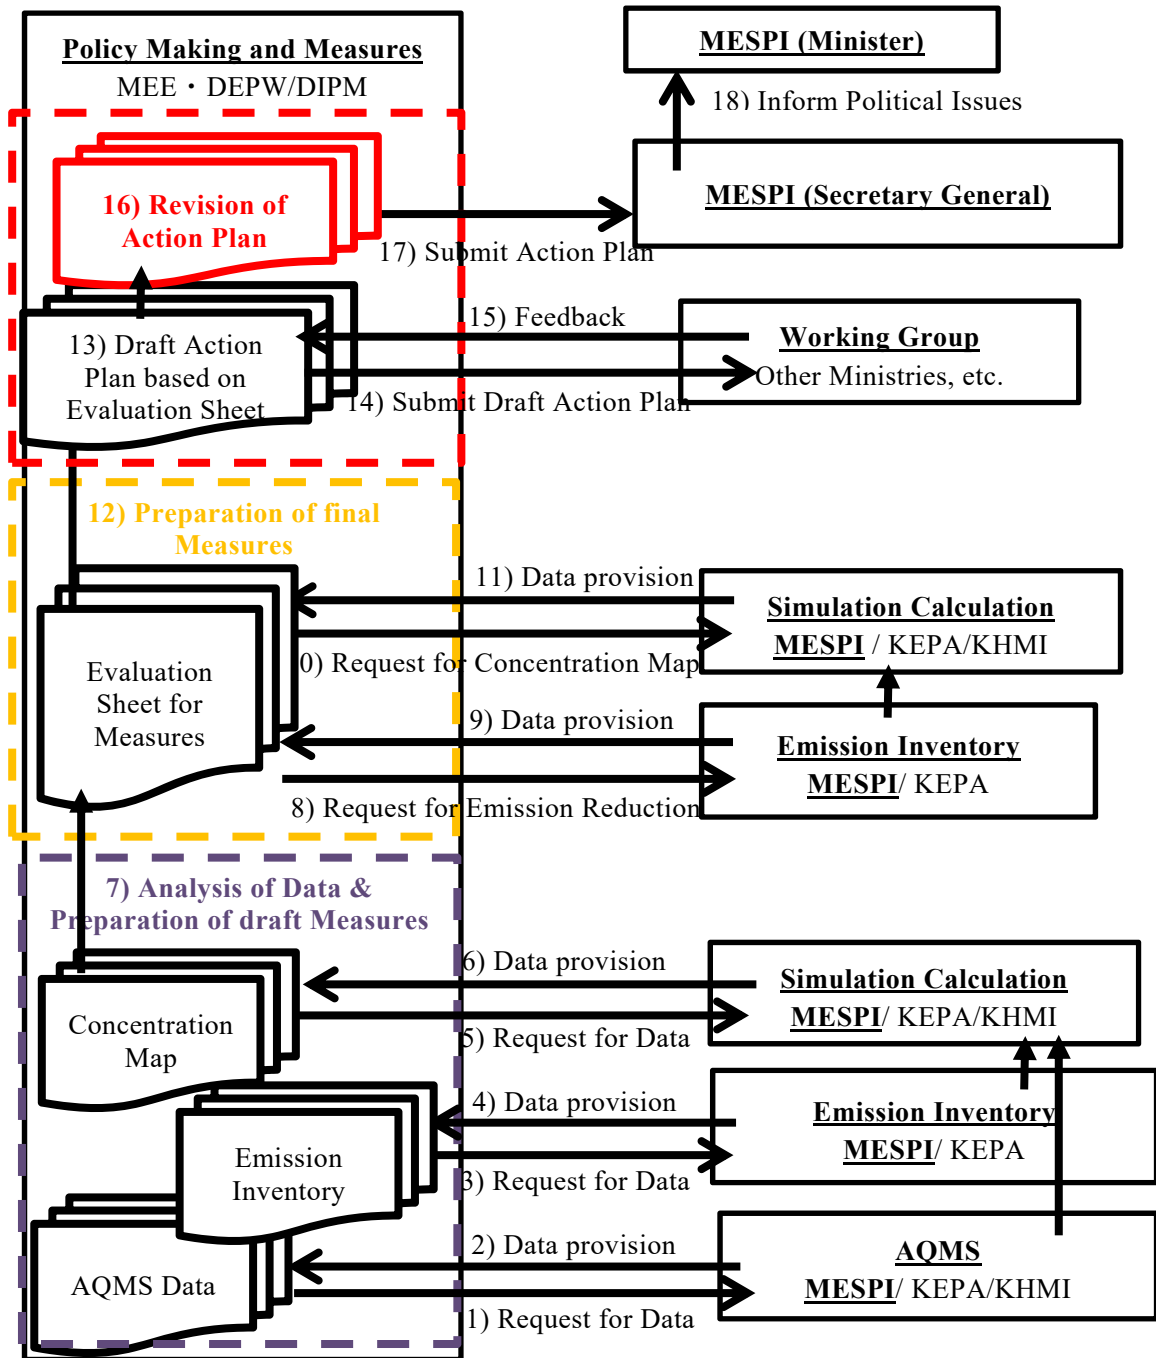 Policy Making and Measures
MEE・DEPW/DIPM
MESPI (Minister)
18) Inform Political Issues
MESPI (Secretary General)
16) Revision of
Action Plan
17) Submit Action Plan
15) Feedback
Working Group
Other Ministries, etc.
13) Draft Action
Plan based on
Evaluation Sheet
14) Submit Draft Action Plan
12) Preparation of final
Measures
11) Data provision
Simulation Calculation
MESPI / KEPA/KHMI
0) Request for Concentration Map
Evaluation
Sheet for
Measures
9) Data provision
Emission Inventory
MESPI/ KEPA
8) Request for Emission Reduction
7) Analysis of Data &
Preparation of draft Measures
6) Data provision
Simulation Calculation
MESPI/ KEPA/KHMI
Concentration
Map
5) Request for Data
4) Data provision
Emission Inventory
MESPI/ KEPA
Emission
Inventory
3) Request for Data
2) Data provision
AQMS
MESPI/ KEPA/KHMI
AQMS Data
1) Request for Data